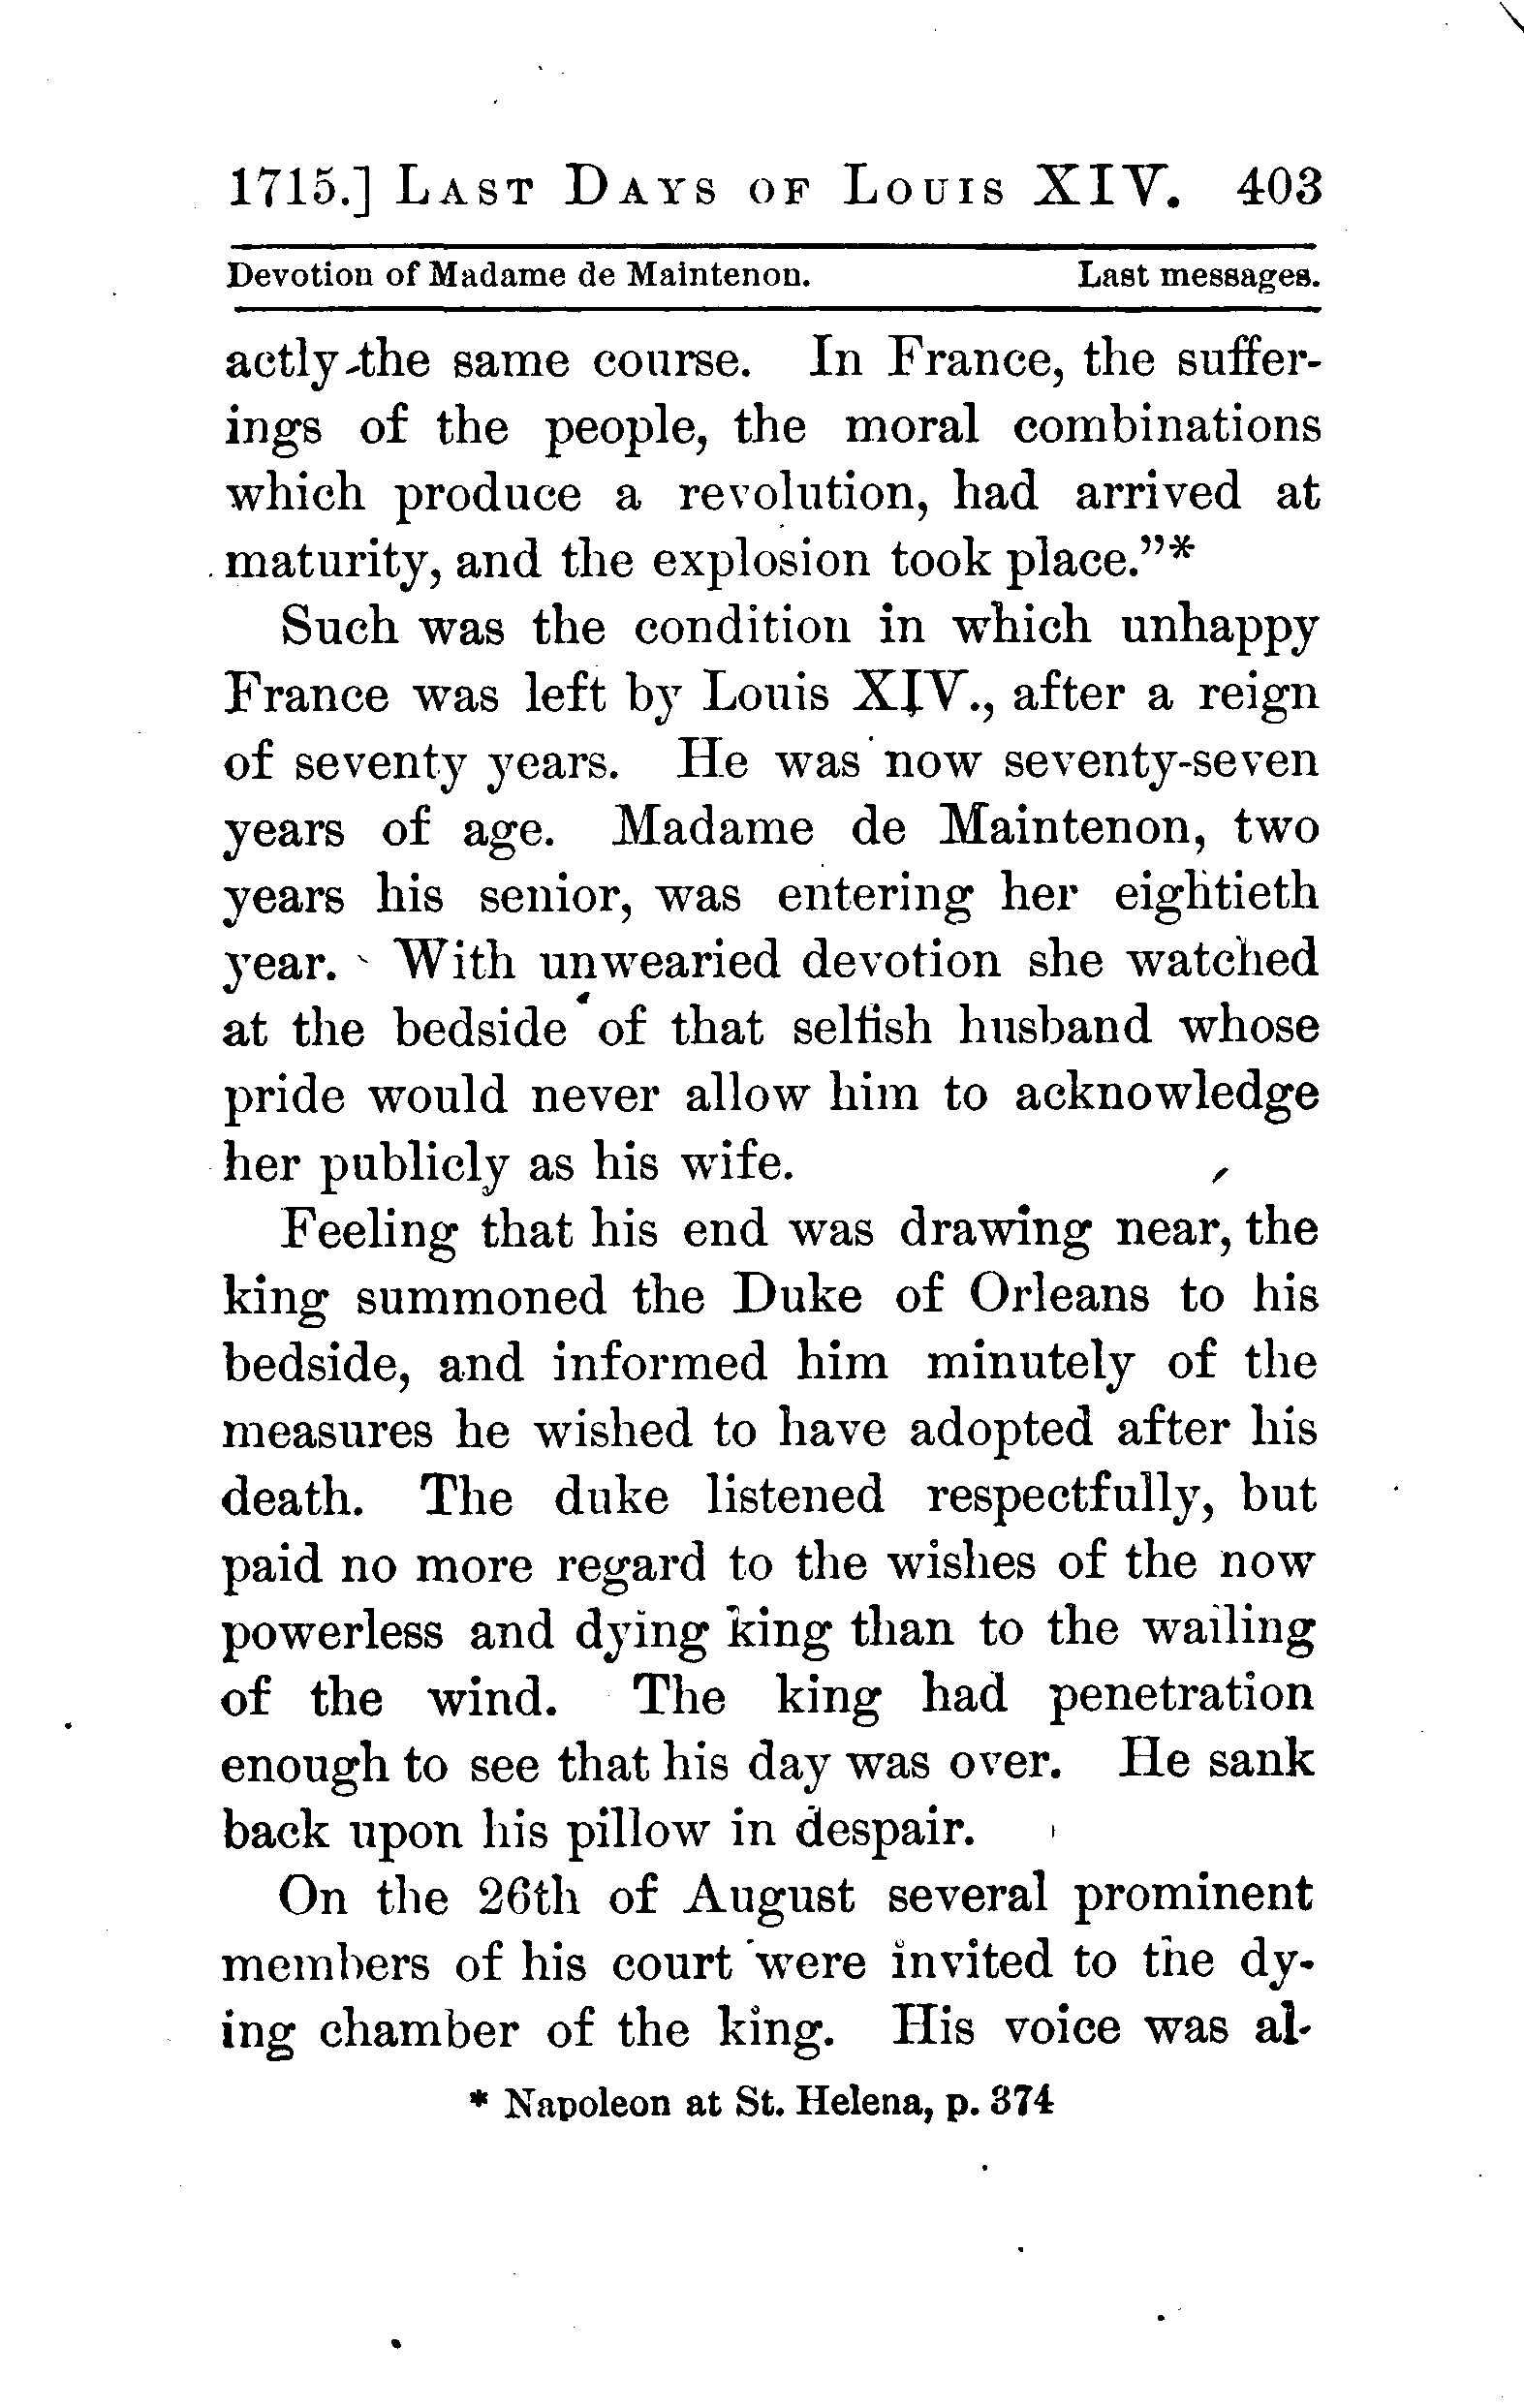 1715.] LAST DAYS OF LOUIS XIV. 403
Devotion of Madame de Maintenon. Last messages.
actly the same course. In France, the suffer-
ings of the people, the moral combinations
which produce a revolution, had arrived at
maturity, and the explosion took place."*
Such was the condition in which unhappy
France was left by Louis XIV., after a reign
of seventy years. He was now seventy-seven
years of age. Madame de Maintenon, two
years his senior, was entering her eightieth
year. With unwearied devotion she watched
at the bedside of that selfish husband whose
pride would never allow him to acknowledge
her publicly as his wife.
Feeling that his end was drawing near, the
king summoned the Duke of Orleans to his
bedside, and informed him minutely of the
measures he wished to have adopted after his
death. The duke listened respectfully, but
paid no more regard to the wishes of the now
powerless and dying king than to the wailing
of the wind. The king had penetration
enough to see that his day was over. He sank
back upon his pillow in despair.
On the 26th of August several prominent
members of his court were invited to the dy-
ing chamber of the king. His voice was al-
* Napoleon at St. Helena, p. 374